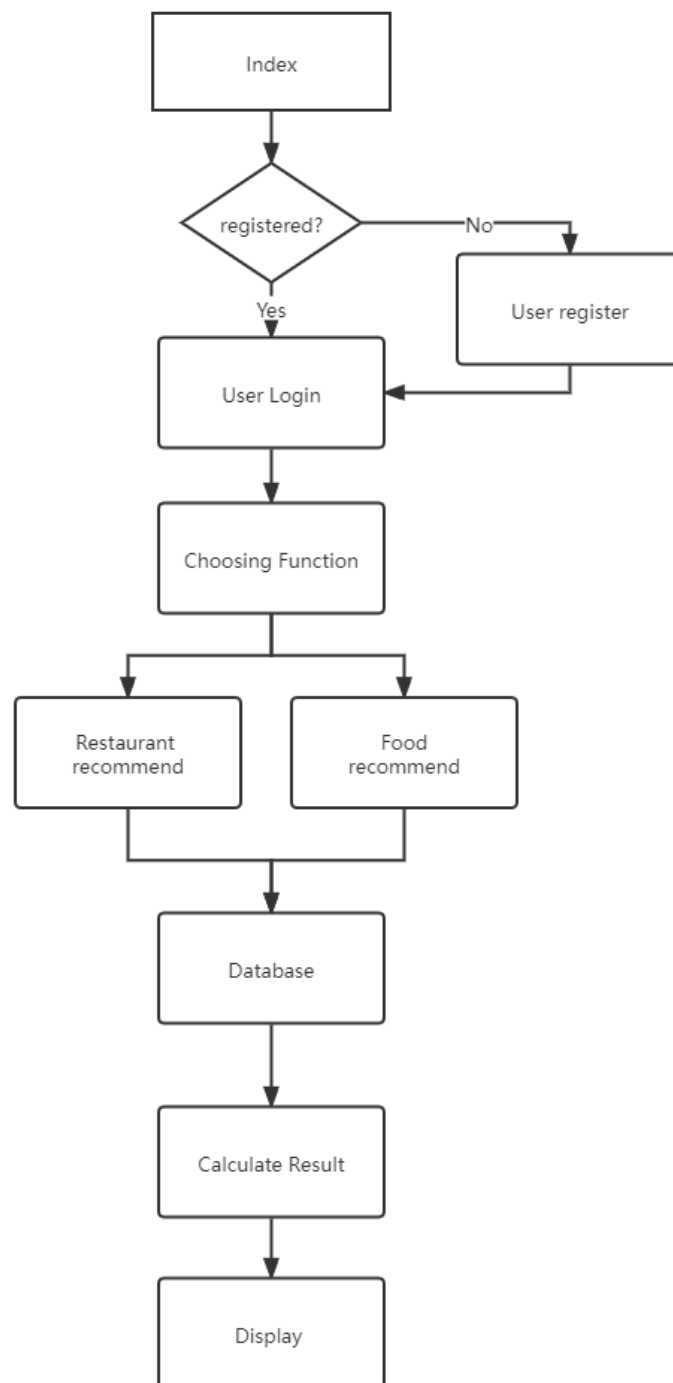 Index
registered?
No
Yes
User register
User Login
Choosing Function
Restaurant
recommend
Food
recommend
Database
Calculate Result
Display